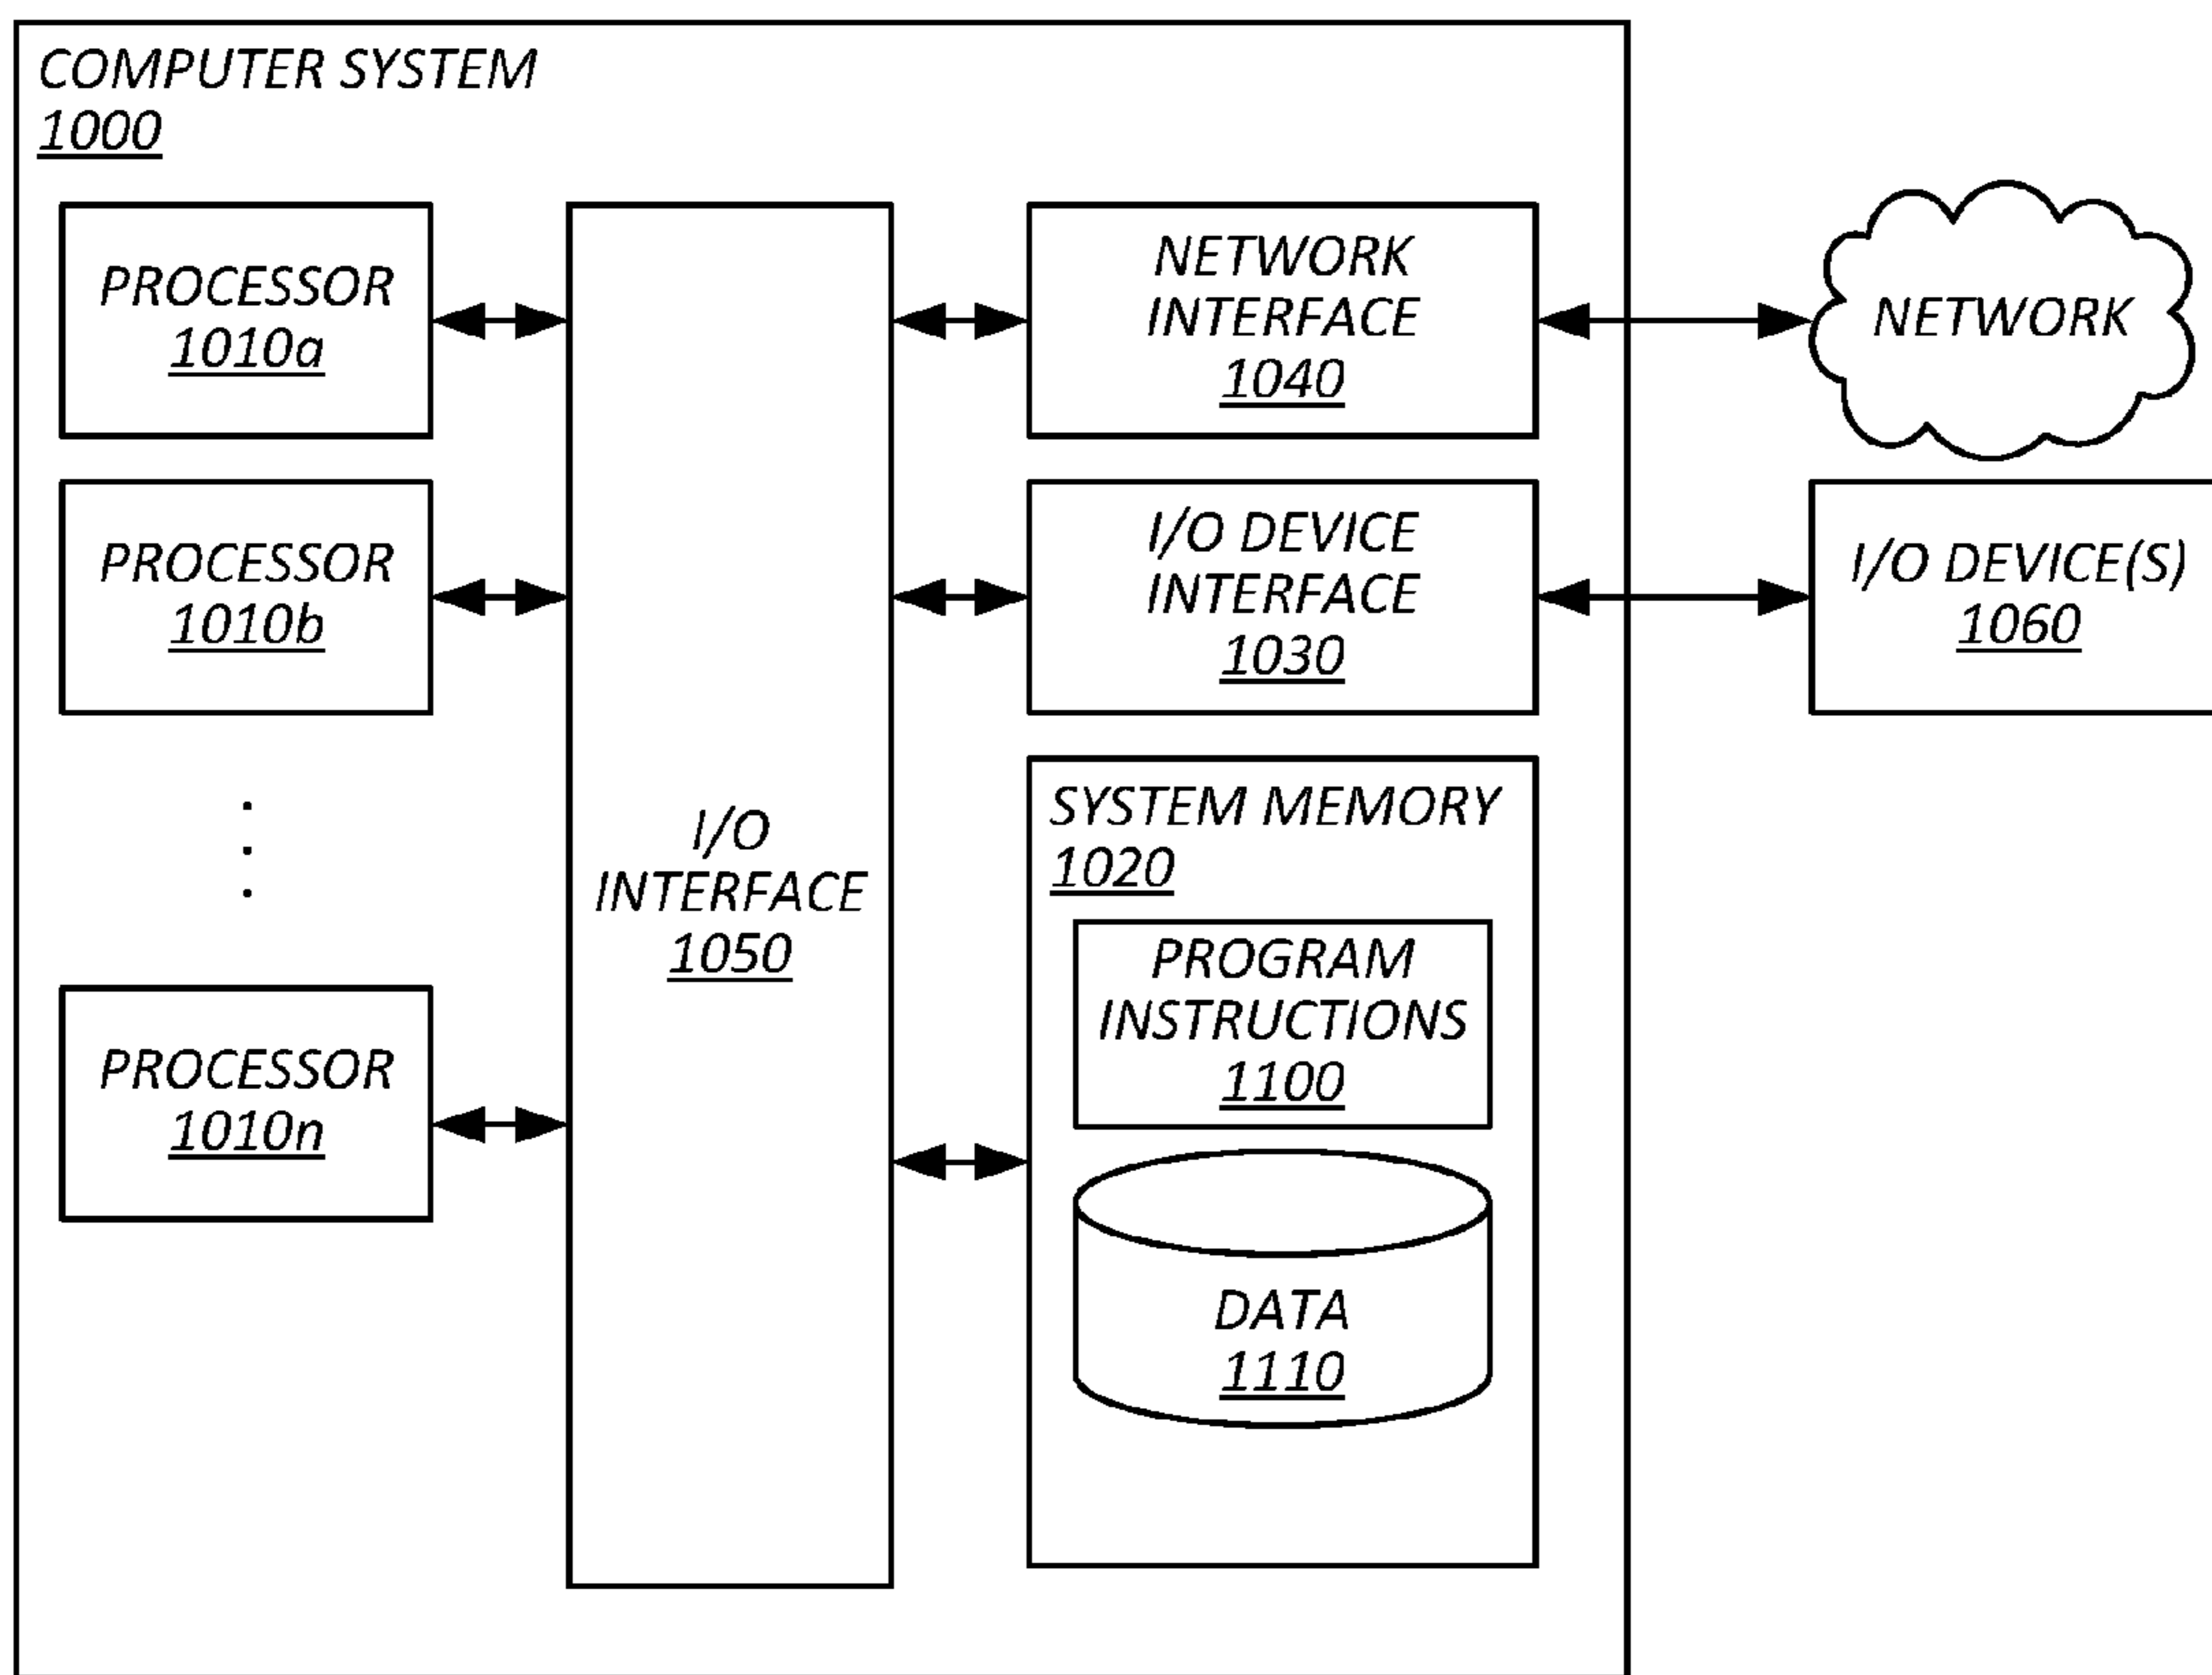 COMPUTER SYSTEM
1000
PROCESSOR
1010a
PROCESSOR
1010b
PROCESSOR
1010n
I/O
INTERFACE
1050
NETWORK
INTERFACE
1040
I/O DEVICE
INTERFACE
1030
SYSTEM MEMORY
1020
PROGRAM
INSTRUCTIONS
1100
DATA
1110
NETWORK
I/O DEVICE(S)
1060